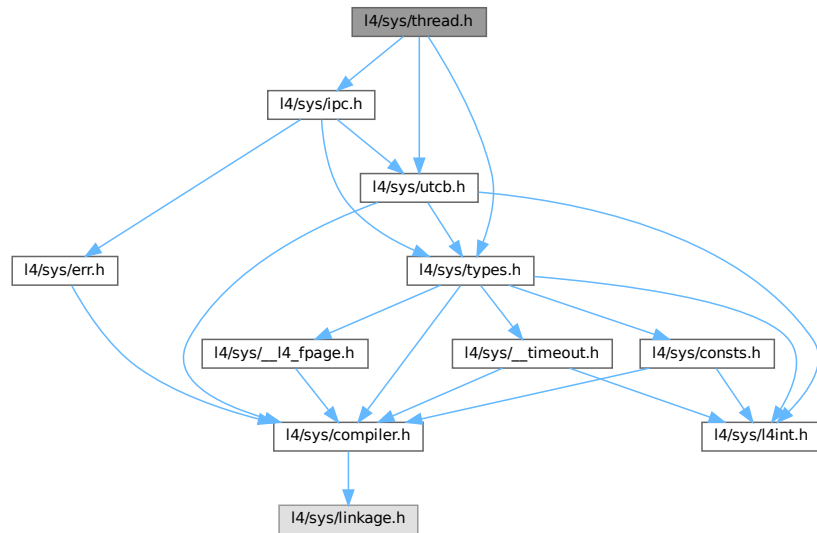 l4/sys/thread.h
l4/sys/ipc.h
l4/sys/utcb.h
l4/sys/err.h
l4/sys/types.h
l4/sys/__l4_fpage.h
l4/sys/__timeout.h
l4/sys/consts.h
l4/sys/compiler.h
l4/sys/l4int.h
l4/sys/linkage.h